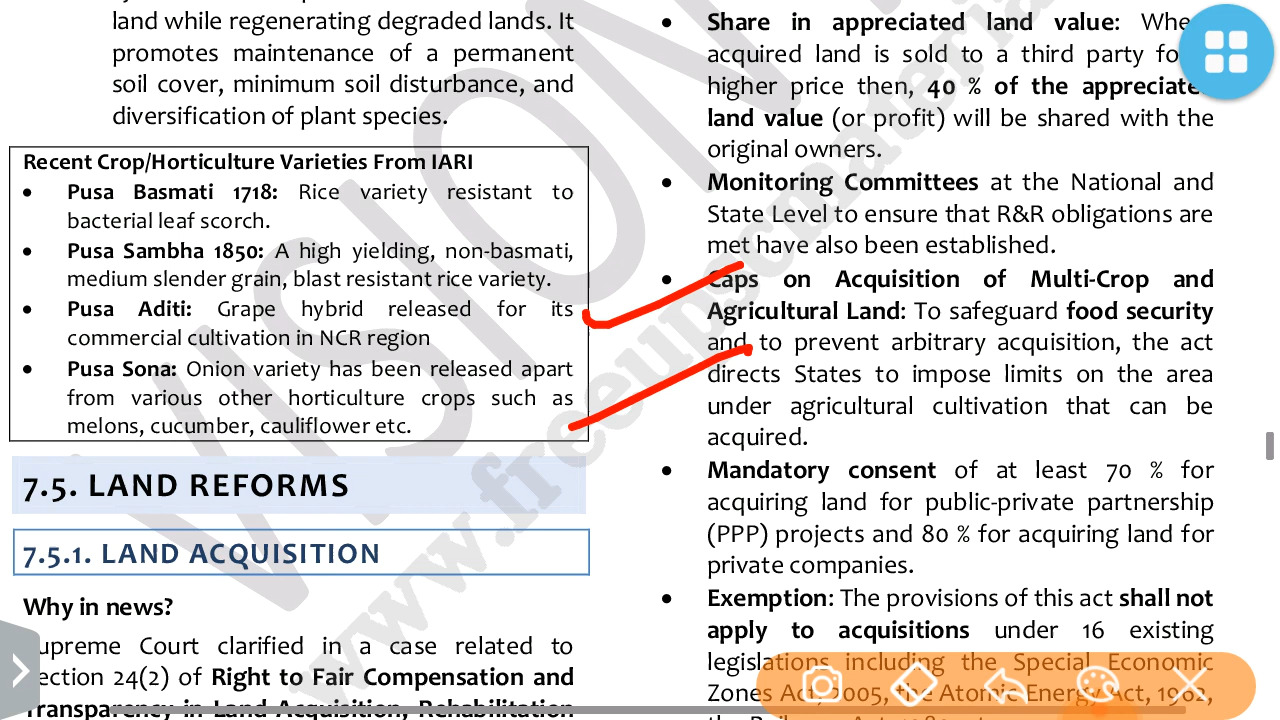 land while regenerating degraded lands. It
promotes maintenance of a permanent
soil cover, minimum soil disturbance, and
diversification of plant species.
Recent Crop/Horticulture Varieties From IARI
• Pusa Basmati 1718: Rice variety resistant to
bacterial leaf scorch.
• Pusa Sambha 1850: A high yielding, non-basmati,
medium slender grain, blast resistant rice variety.
• Pusa Aditi: Grape hybrid released for its
commercial cultivation in NCR region
• Pusa Sona: Onion variety has been released apart
from various other horticulture crops such as
melons, cucumber, cauliflower etc.
7.5. LAND REFORMS
7.5.1. LAND ACQUISITION
Why in news?
Supreme Court clarified in a case related to
Section 24(2) of Right to Fair Compensation and
Transparency in Land Acquisition, Rehabilitation
• Share in appreciated land value: When
acquired land is sold to a third party for
higher price then, 40 % of the appreciated
land value (or profit) will be shared with the
original owners.
• Monitoring Committees at the National and
State Level to ensure that R&R obligations are
met have also been established.
• Caps on Acquisition of Multi-Crop and
Agricultural Land: To safeguard food security
and to prevent arbitrary acquisition, the act
directs States to impose limits on the area
under agricultural cultivation that can be
acquired.
• Mandatory consent of at least 70 % for
acquiring land for public-private partnership
(PPP) projects and 80 % for acquiring land for
private companies.
• Exemption: The provisions of this act shall not
apply to acquisitions under 16 existing
legislations including the Special Economic
Zones Act, 2005, the Atomic Energy Act, 1962,
VISION